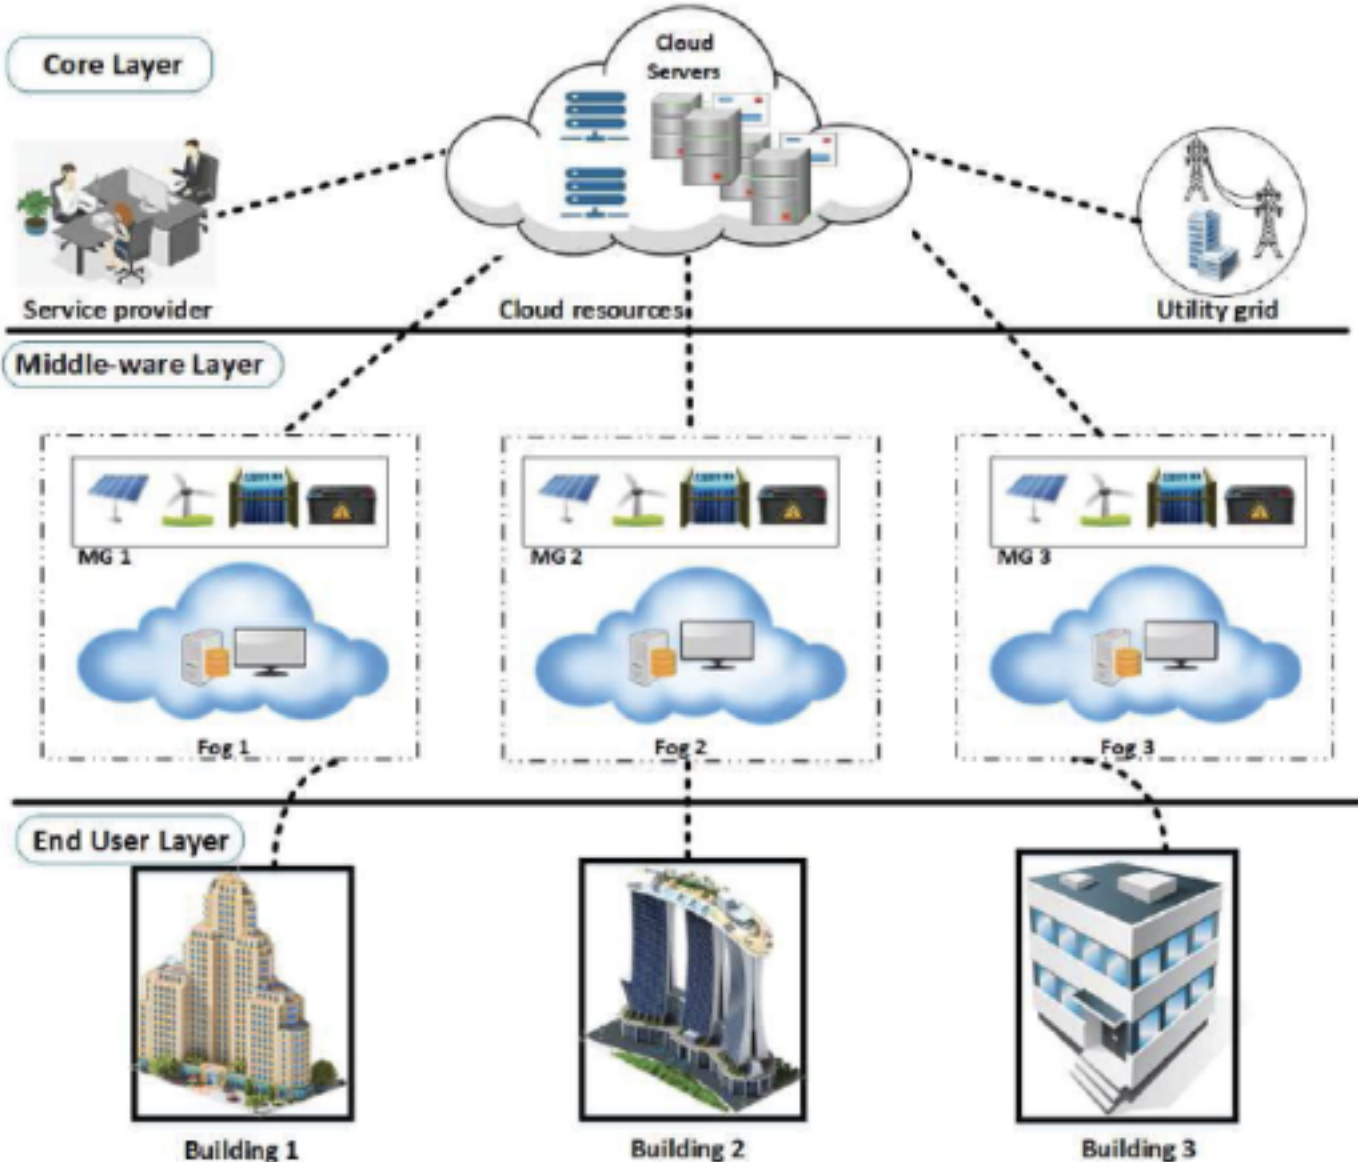 Core Layer
Cloud
Servers
Service provider
Cloud resources
Utility grid
Middle-ware Layer
MG 1
MG 2
MG 3
Fog 1
Fog 2
Fog 3
End User Layer
Building 1
Building 2
Building 3